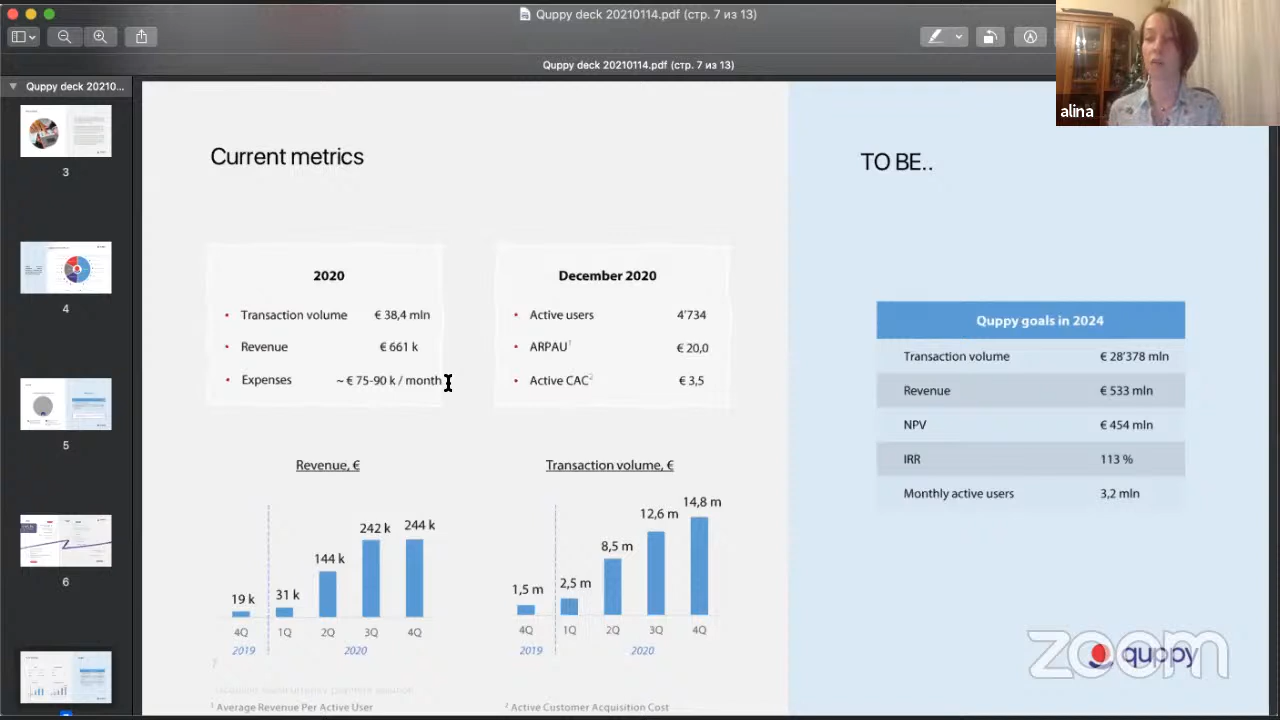 Quppy deck 20210114.pdf (стр. 7 из 13)
Quppy deck 20210114.pdf (стр. 7 из 13)
alina
Quppy deck 20210...
3
4
5
6
Current metrics
2020
• Transaction volume € 38,4 mln
• Revenue € 661 k
• Expenses ~ € 75-90 k / month
December 2020
• Active users 4'734
• ARPAU¹ € 20,0
• Active CAC² € 3,5
Revenue, €
19 k 31 k 144 k 242 k 244 k
4Q 1Q 2Q 3Q 4Q
2019 2020
Transaction volume, €
1,5 m 2,5 m 8,5 m 12,6 m 14,8 m
4Q 1Q 2Q 3Q 4Q
2019 2020
7
¹ Average Revenue Per Active User
² Active Customer Acquisition Cost
TO BE..
Quppy goals in 2024
Transaction volume € 28'378 mln
Revenue € 533 mln
NPV € 454 mln
IRR 113 %
Monthly active users 3,2 mln
quppy
zoom